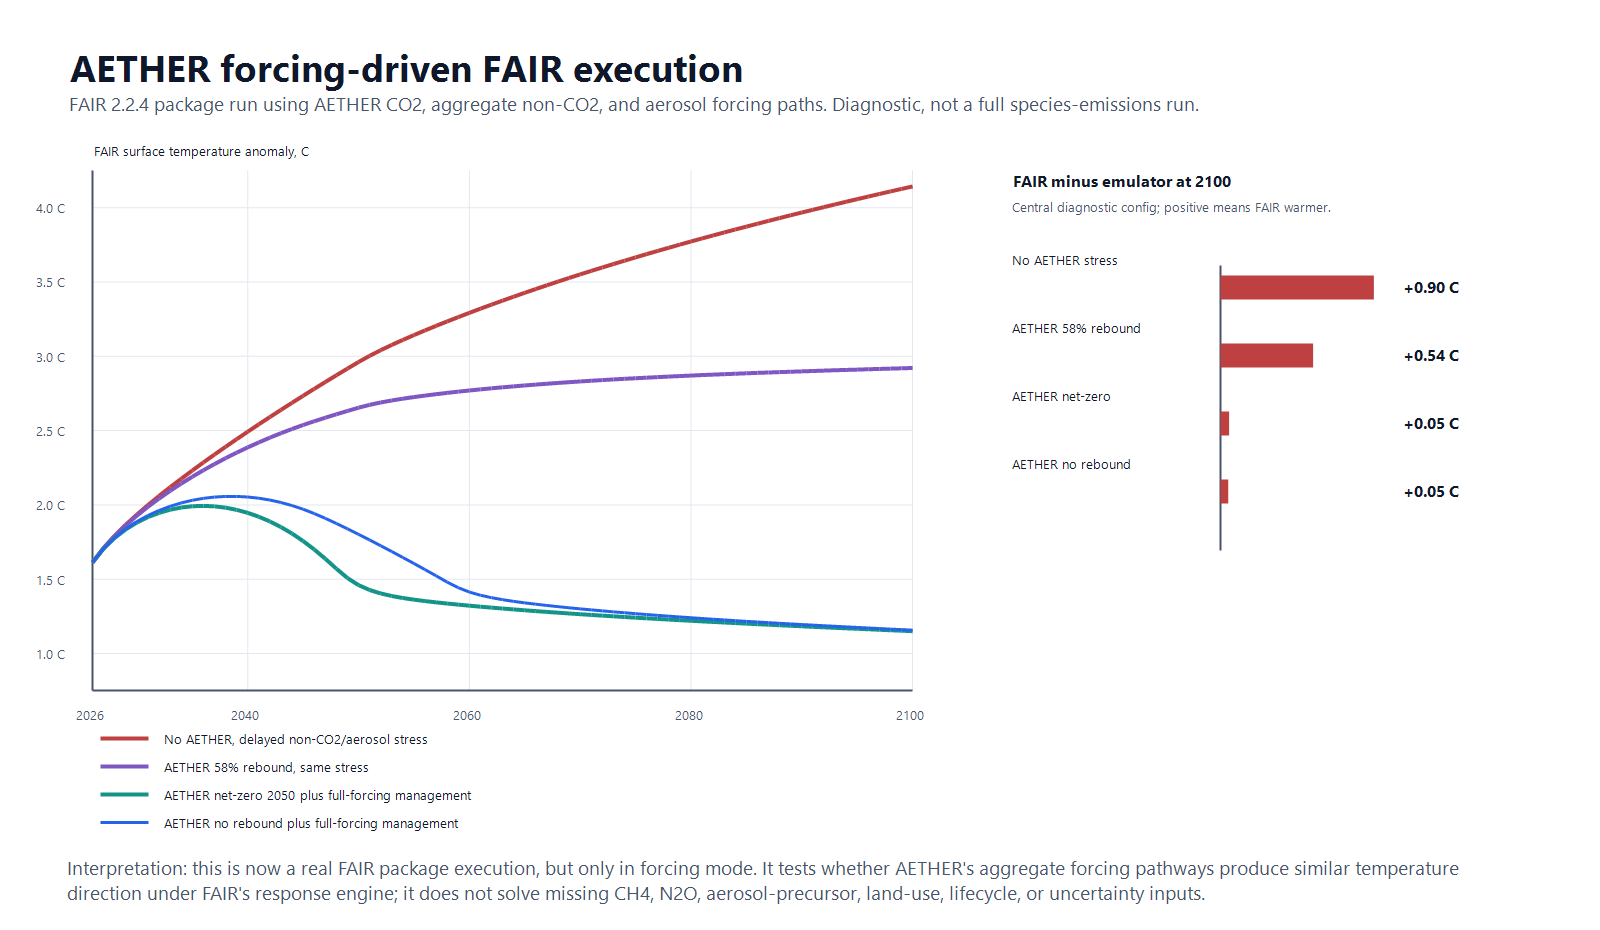 AETHER forcing-driven FAIR execution
FAIR 2.2.4 package run using AETHER CO2, aggregate non-CO2, and aerosol forcing paths. Diagnostic, not a full species-emissions run.
FAIR surface temperature anomaly, C
4.0 C
3.5 C
3.0 C
2.5 C
2.0 C
1.5 C
1.0 C
2026
2040
2060
2080
2100
No AETHER, delayed non-CO2/aerosol stress
AETHER 58% rebound, same stress
AETHER net-zero 2050 plus full-forcing management
AETHER no rebound plus full-forcing management
FAIR minus emulator at 2100
Central diagnostic config; positive means FAIR warmer.
No AETHER stress
+0.90 C
AETHER 58% rebound
+0.54 C
AETHER net-zero
+0.05 C
AETHER no rebound
+0.05 C
Interpretation: this is now a real FAIR package execution, but only in forcing mode. It tests whether AETHER's aggregate forcing pathways produce similar temperature
direction under FAIR's response engine; it does not solve missing CH4, N2O, aerosol-precursor, land-use, lifecycle, or uncertainty inputs.